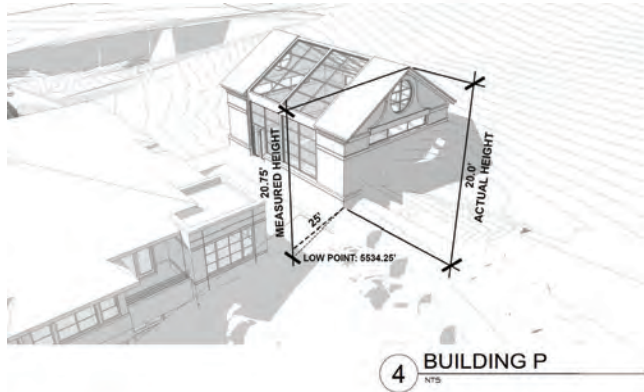 20.75'
MEASURED HEIGHT
20.0'
ACTUAL HEIGHT
25'
LOW POINT: 5534.25'
4
BUILDING P
NTS